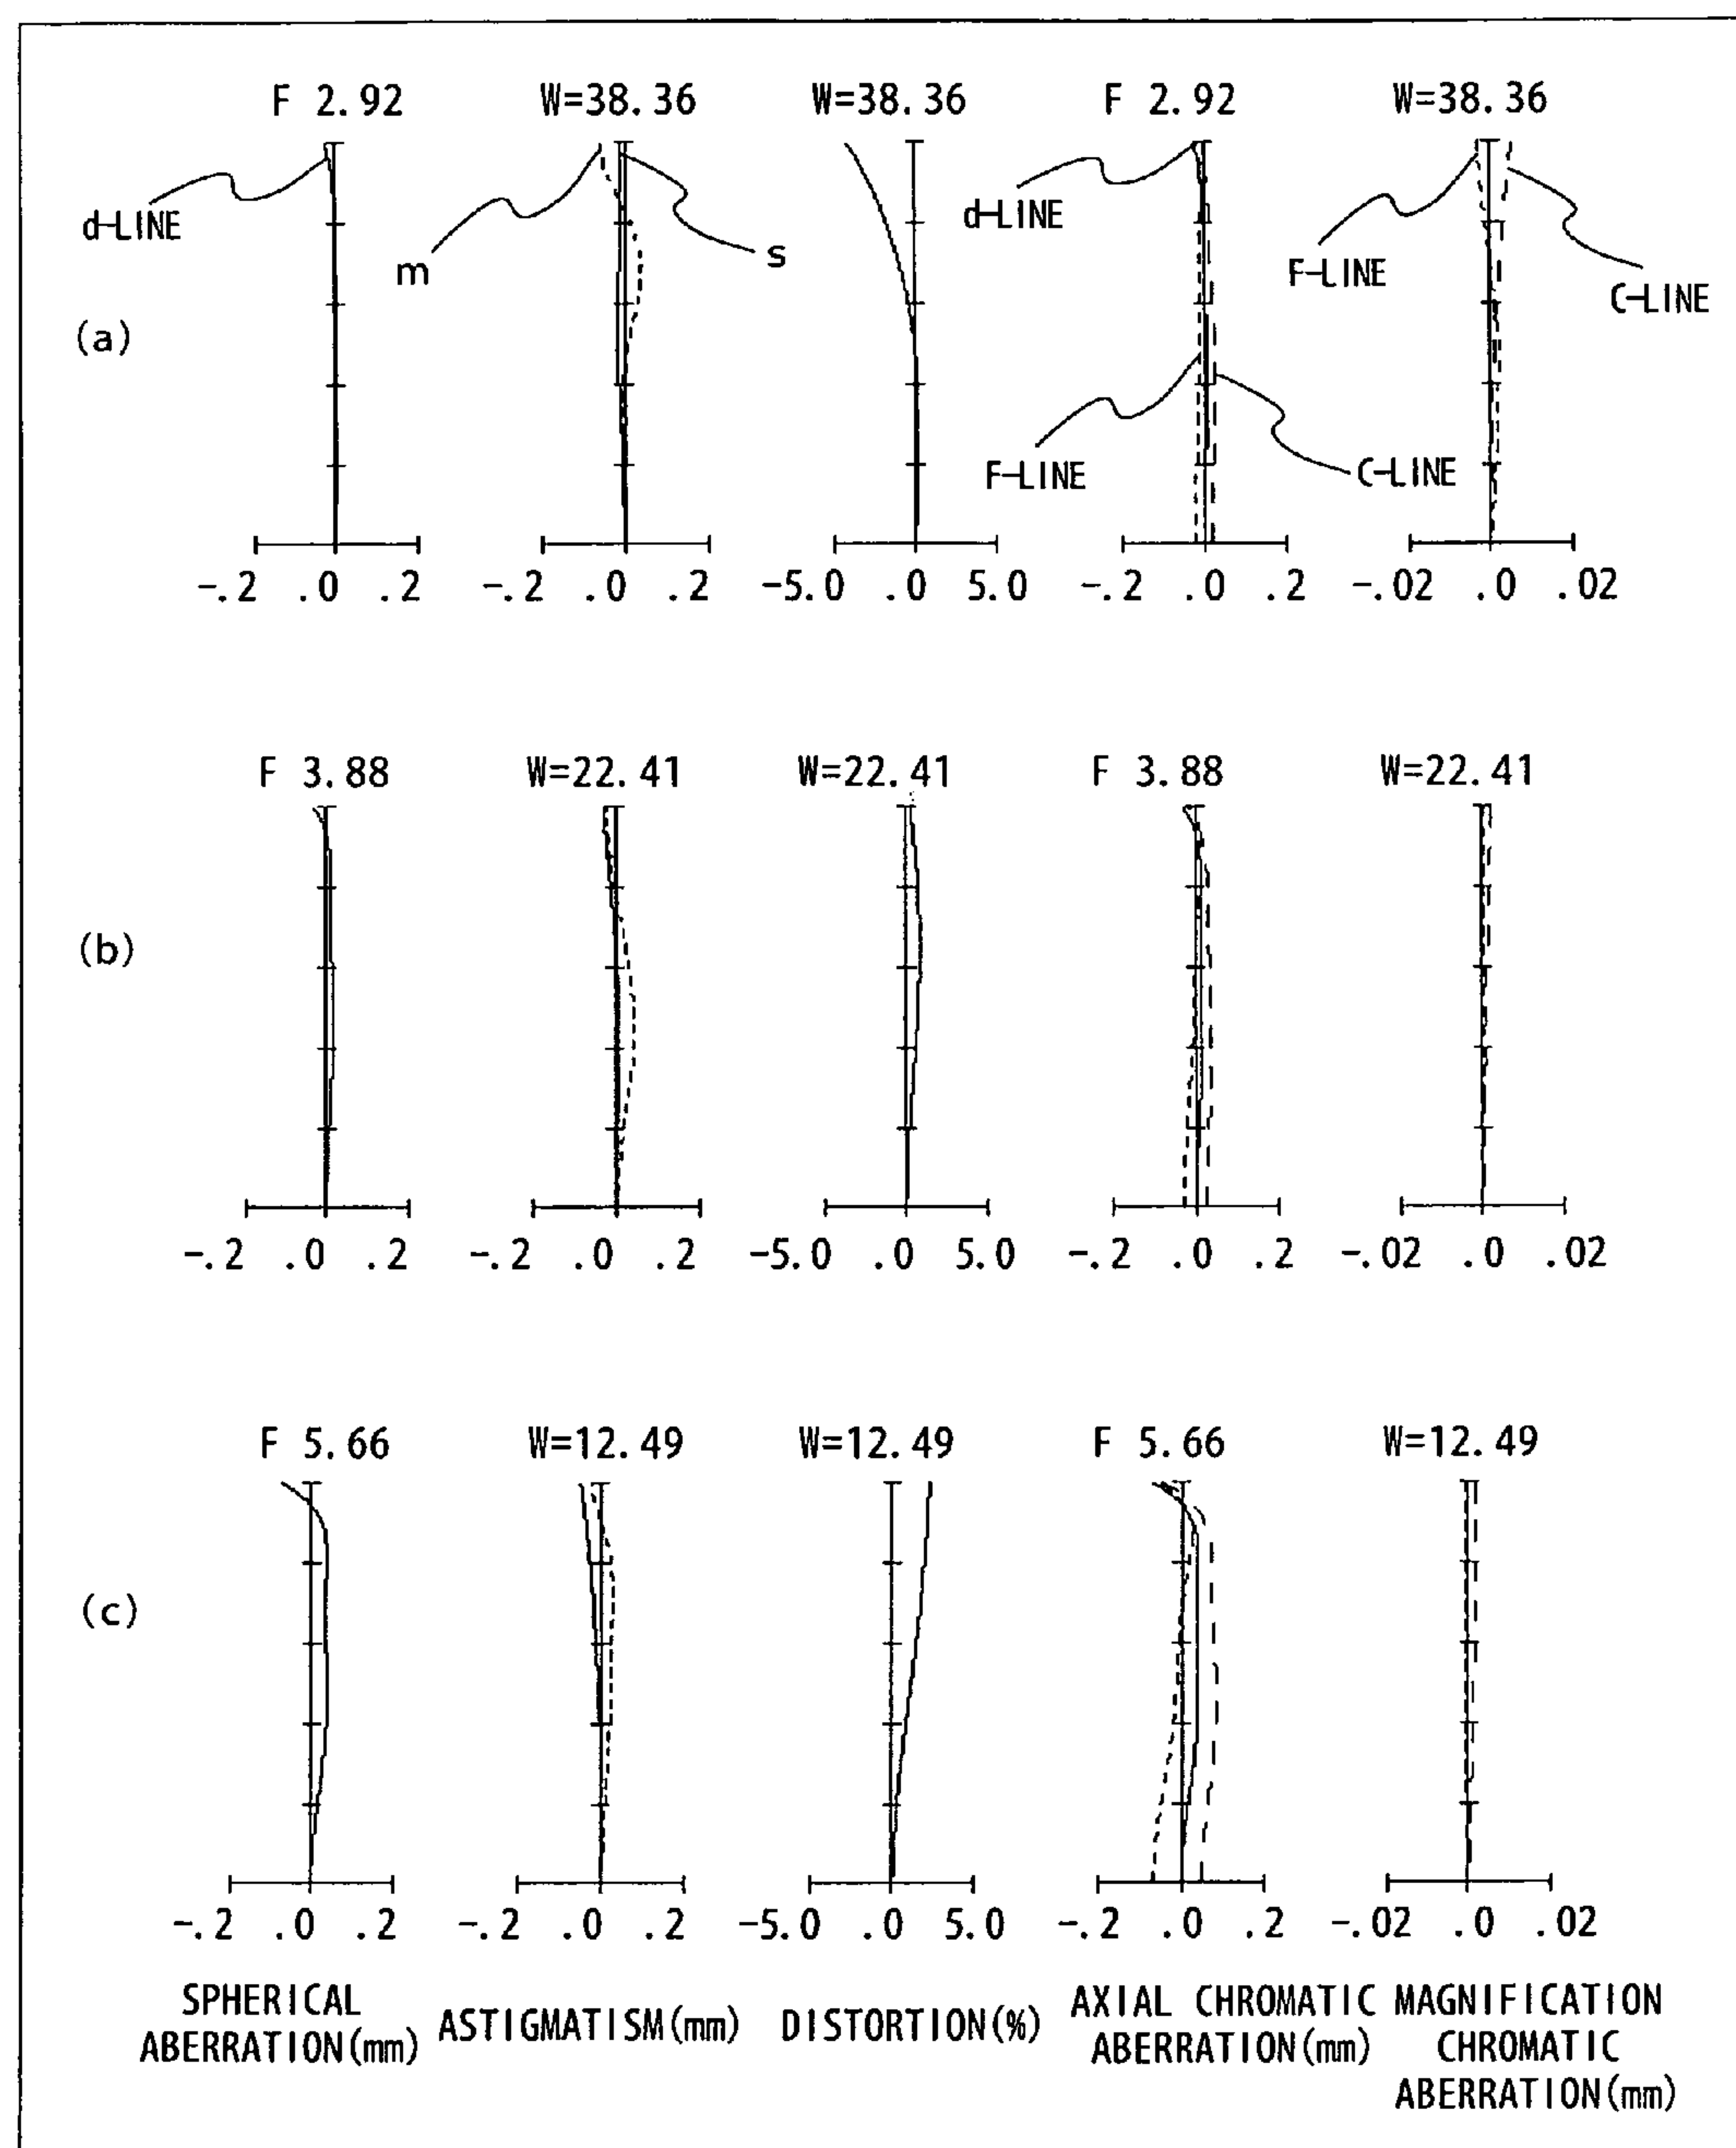 F 2.92 W=38.36 W=38.36 F 2.92 W=38.36
d-LINE m s d-LINE F-LINE C-LINE
(a)
F-LINE C-LINE
-.2 .0 .2 -.2 .0 .2 -5.0 .0 5.0 -.2 .0 .2 -.02 .0 .02
F 3.88 W=22.41 W=22.41 F 3.88 W=22.41
(b)
-.2 .0 .2 -.2 .0 .2 -5.0 .0 5.0 -.2 .0 .2 -.02 .0 .02
F 5.66 W=12.49 W=12.49 F 5.66 W=12.49
(c)
-.2 .0 .2 -.2 .0 .2 -5.0 .0 5.0 -.2 .0 .2 -.02 .0 .02
SPHERICAL
ABERRATION(mm)
ASTIGMATISM(mm)
DISTORTION(%)
AXIAL CHROMATIC
ABERRATION(mm)
MAGNIFICATION
CHROMATIC
ABERRATION(mm)